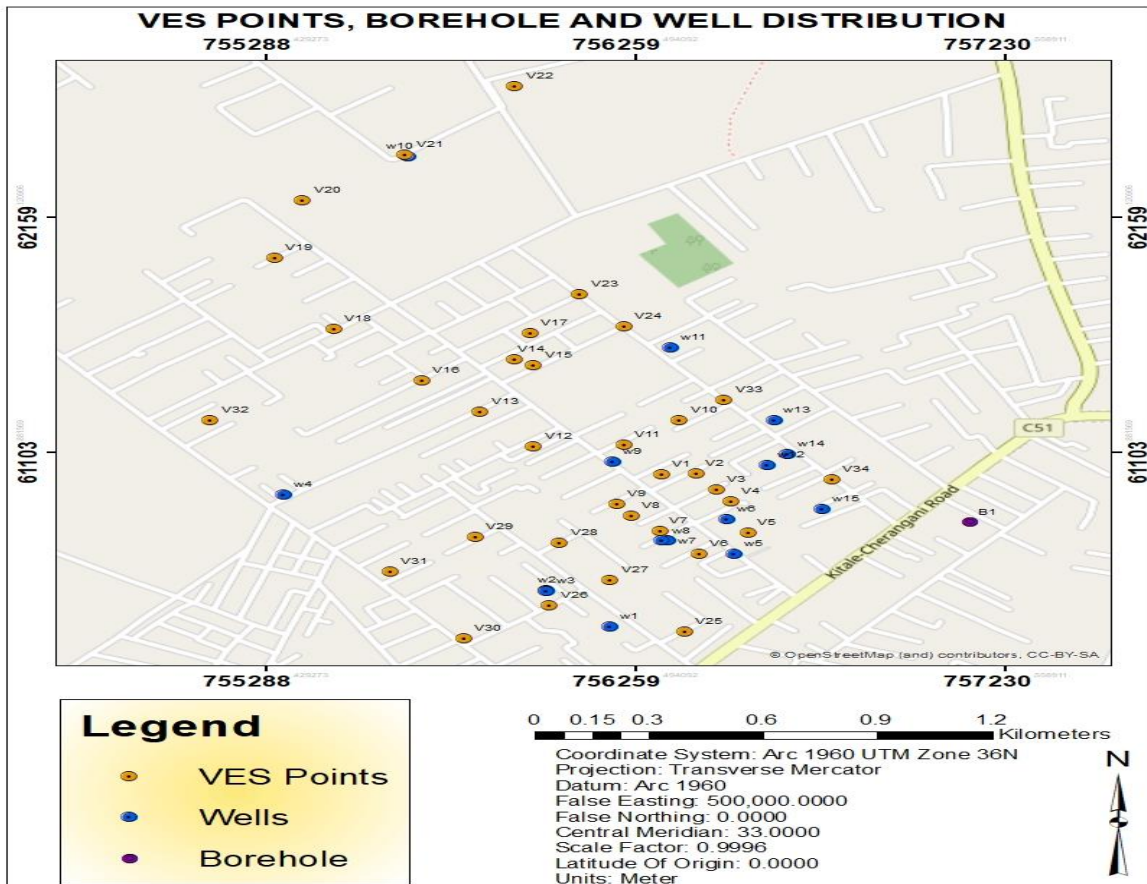 VES POINTS, BOREHOLE AND WELL DISTRIBUTION
755288 756259 757230
V22
w10 V21
V20
62159 62159
V19
V23
V18 V17 V24
w11
V14
V15
V16
V33
V13
V32 V10 w13
C51
V12 V11
61103 61103
w9 w14
w12
V1 V2
V34
w4 V3
V4
V9
w15
V8 w6
B1
V7 V5
V29 w8
V28 w7
V6 w5
Kitale-Cherangani Road
V31
V27
w2 w3
V26
w1
V25
V30
© OpenStreetMap (and) contributors, CC-BY-SA
755288 756259 757230
Legend
VES Points
Wells
Borehole
0 0.15 0.3 0.6 0.9 1.2
Kilometers
Coordinate System: Arc 1960 UTM Zone 36N
Projection: Transverse Mercator
Datum: Arc 1960
False Easting: 500,000.0000
False Northing: 0.0000
Central Meridian: 33.0000
Scale Factor: 0.9996
Latitude Of Origin: 0.0000
Units: Meter
N